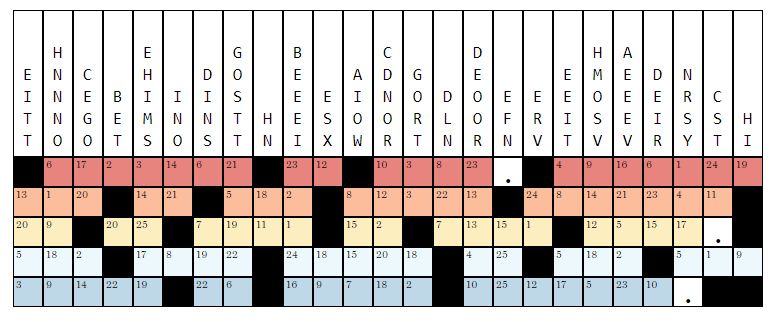 H E G B C D H A
E N C H D O E A D G E E M E D N
I N E B I I I S E E I N O D O E E E O E E R C
T N G E M N N T H E S O O R L O F R I S E I S S H
T O O T S O S T N I X W R T N R N V T V V R Y T I
6 17 2 3 14 6 21 23 12 10 3 8 23 . 4 9 16 6 1 24 19
13 1 20 14 21 5 18 2 8 12 3 22 13 24 8 14 21 23 4 11
20 9 20 25 7 19 11 1 15 2 7 13 15 1 12 5 15 17 .
5 18 2 17 8 19 22 24 18 15 20 18 4 25 5 18 2 5 1 9
3 9 14 22 19 22 6 16 9 7 18 2 10 25 12 17 5 23 10 .